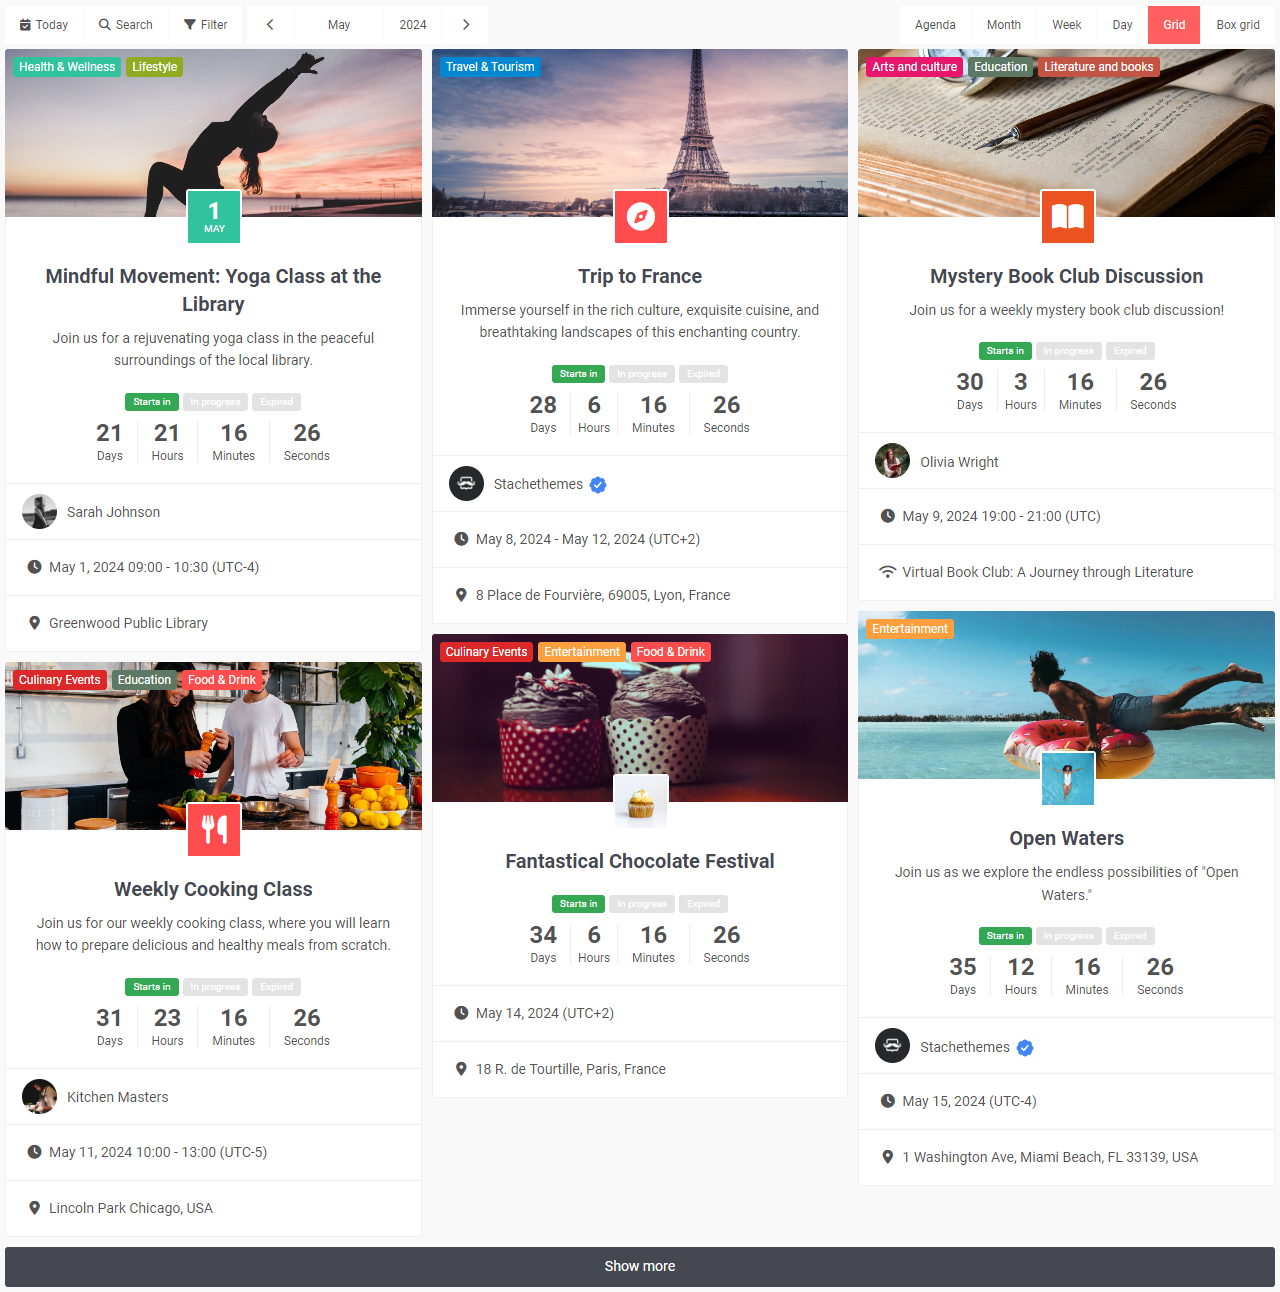 Today
Search
Filter
May
2024
Agenda
Month
Week
Day
Grid
Box grid
Health & Wellness
Lifestyle
1
MAY
Mindful Movement: Yoga Class at the
Library
Join us for a rejuvenating yoga class in the peaceful
surroundings of the local library.
Starts in
In progress
Expired
21 21 16 26
Days Hours Minutes Seconds
Sarah Johnson
May 1, 2024 09:00 - 10:30 (UTC-4)
Greenwood Public Library
Culinary Events
Education
Food & Drink
Weekly Cooking Class
Join us for our weekly cooking class, where you will learn
how to prepare delicious and healthy meals from scratch.
Starts in
In progress
Expired
31 23 16 26
Days Hours Minutes Seconds
Kitchen Masters
May 11, 2024 10:00 - 13:00 (UTC-5)
Lincoln Park Chicago, USA
Travel & Tourism
Trip to France
Immerse yourself in the rich culture, exquisite cuisine, and
breathtaking landscapes of this enchanting country.
Starts in
In progress
Expired
28 6 16 26
Days Hours Minutes Seconds
Stachethemes
May 8, 2024 - May 12, 2024 (UTC+2)
8 Place de Fourvière, 69005, Lyon, France
Culinary Events
Entertainment
Food & Drink
Fantastical Chocolate Festival
Starts in
In progress
Expired
34 6 16 26
Days Hours Minutes Seconds
May 14, 2024 (UTC+2)
18 R. de Tourtille, Paris, France
Arts and culture
Education
Literature and books
Mystery Book Club Discussion
Join us for a weekly mystery book club discussion!
Starts in
In progress
Expired
30 3 16 26
Days Hours Minutes Seconds
Olivia Wright
May 9, 2024 19:00 - 21:00 (UTC)
Virtual Book Club: A Journey through Literature
Entertainment
Open Waters
Join us as we explore the endless possibilities of "Open
Waters."
Starts in
In progress
Expired
35 12 16 26
Days Hours Minutes Seconds
Stachethemes
May 15, 2024 (UTC-4)
1 Washington Ave, Miami Beach, FL 33139, USA
Show more